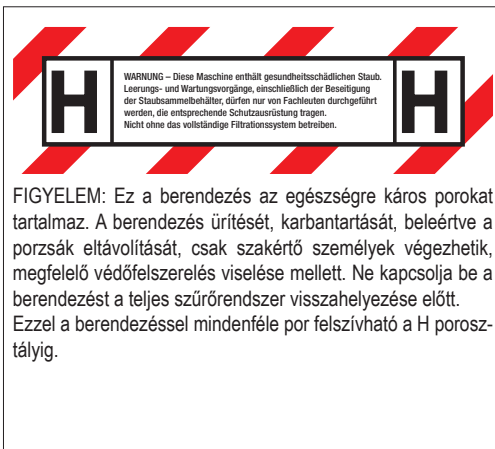 H
WARNUNG – Diese Maschine enthält gesundheitsschädlichen Staub.
Leerungs- und Wartungsvorgänge, einschließlich der Beseitigung
der Staubsammelbehälter, dürfen nur von Fachleuten durchgeführt
werden, die entsprechende Schutzausrüstung tragen.
Nicht ohne das vollständige Filtrationssystem betreiben.
H
FIGYELEM: Ez a berendezés az egészségre káros porokat
tartalmaz. A berendezés ürítését, karbantartását, beleértve a
porzsák eltávolítását, csak szakértő személyek végezhetik,
megfelelő védőfelszerelés viselése mellett. Ne kapcsolja be a
berendezést a teljes szűrőrendszer visszahelyezése előtt.
Ezzel a berendezéssel mindenféle por felszívható a H porosz-
tályig.